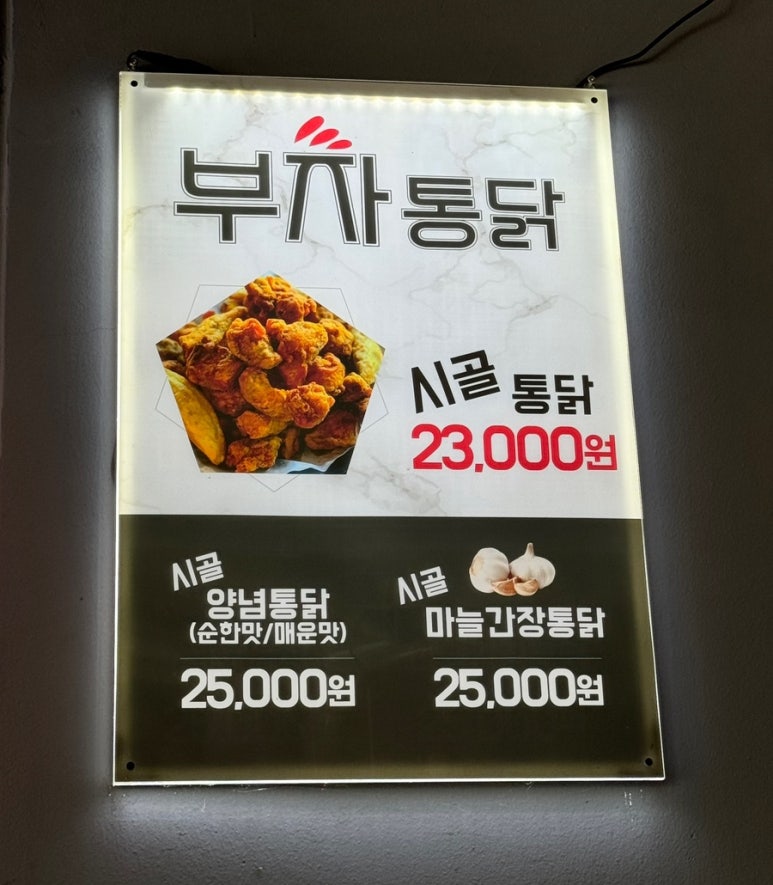 부자통닭
시골 통닭
23,000원
시골
양념통닭
(순한맛/매운맛)
25,000원
시골
마늘간장통닭
25,000원